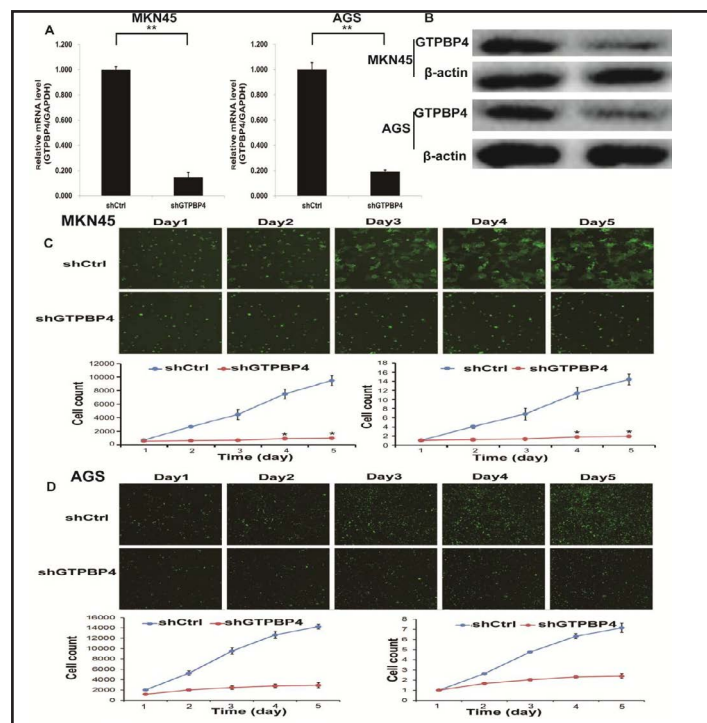 A
MKN45
**
Relative mRNA level
(GTPBP4/GAPDH)
1.200
1.000
0.800
0.600
0.400
0.200
0.000
shCtrl
shGTPBP4
AGS
**
Relative mRNA level
(GTPBP4/GAPDH)
1.200
1.000
0.800
0.600
0.400
0.200
0.000
shCtrl
shGTPBP4
B
MKN45
GTPBP4
β-actin
AGS
GTPBP4
β-actin
MKN45
C
Day1 Day2 Day3 Day4 Day5
shCtrl
shGTPBP4
shCtrl shGTPBP4
Cell count
12000
10000
8000
6000
4000
2000
0
* *
1 2 3 4 5
Time (day)
shCtrl shGTPBP4
Cell count
16
14
12
10
8
6
4
2
0
* *
1 2 3 4 5
Time (day)
D
AGS
Day1 Day2 Day3 Day4 Day5
shCtrl
shGTPBP4
shCtrl shGTPBP4
Cell count
16000
14000
12000
10000
8000
6000
4000
2000
0
1 2 3 4 5
Time (day)
shCtrl shGTPBP4
Cell count
8
7
6
5
4
3
2
1
0
1 2 3 4 5
Time (day)